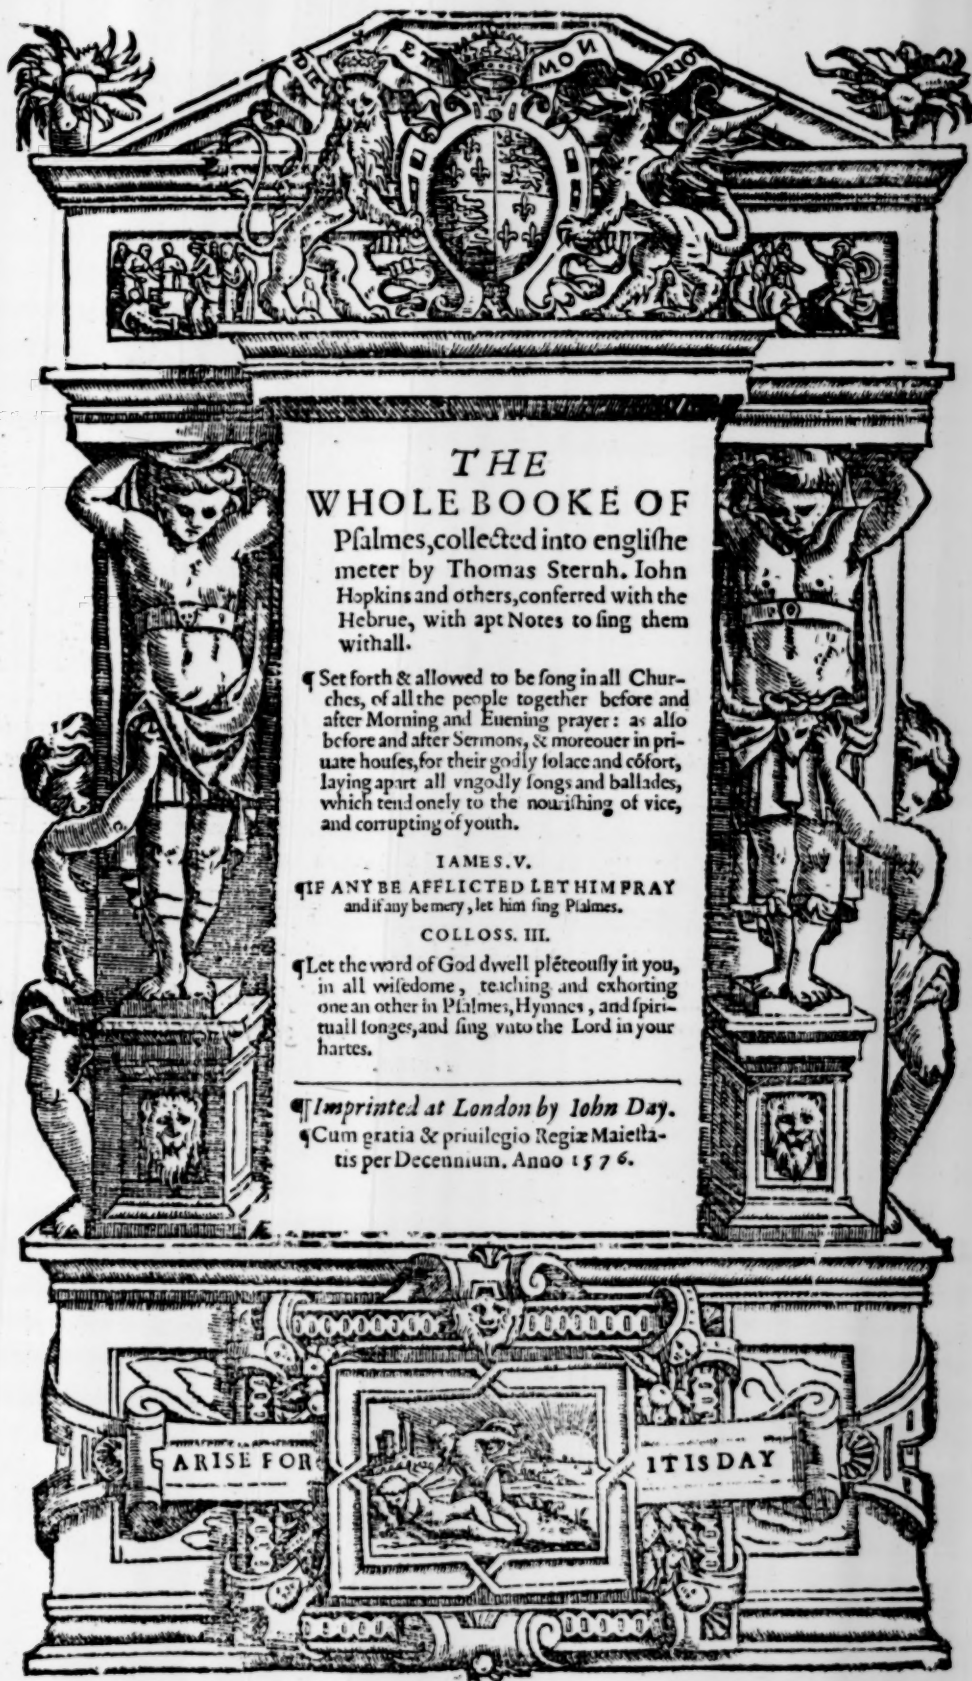 DIE ET MON DRIOT
THE
WHOLE BOOKE OF
Pſalmes, collected into engliſhe
meter by Thomas Sternh. Iohn
Hopkins and others, conferred with the
Hebrue, with apt Notes to ſing them
withall.
¶ Set forth & allowed to be ſong in all Chur-
ches, of all the people together before and
after Morning and Euening prayer: as alſo
before and after Sermons, & moreouer in pri-
uate houſes, for their godly ſolace and cõfort,
laying apart all vngodly ſongs and ballades,
which tend onely to the nouriſhing of vice,
and corrupting of youth.
IAMES. V.
¶IF ANY BE AFFLICTED LET HIM PRAY
and if any be mery, let him ſing Pſalmes.
COLLOSS. III.
¶Let the word of God dwell plẽteouſly in you,
in all wiſedome, teaching and exhorting
one an other in Pſalmes, Hymnes, and ſpiri-
tuall ſonges, and ſing vnto the Lord in your
hartes.
¶Imprinted at London by Iohn Day.
¶Cum gratia & priuilegio Regiæ Maieſta-
tis per Decennium. Anno 1576.
ARISE FOR IT IS DAY